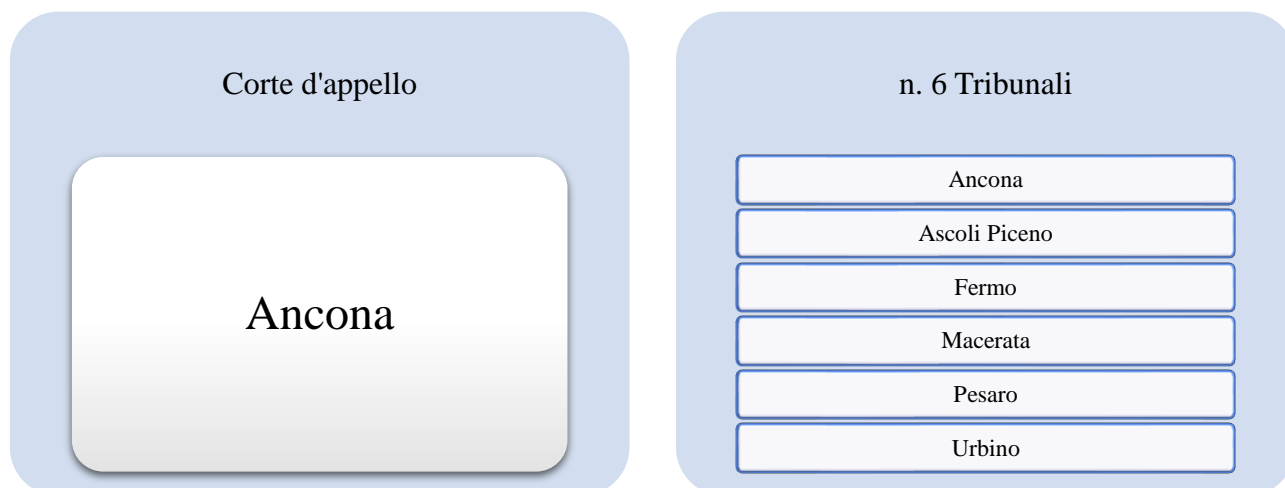 Corte d'appello
Ancona
n. 6 Tribunali
Ancona
Ascoli Piceno
Fermo
Macerata
Pesaro
Urbino